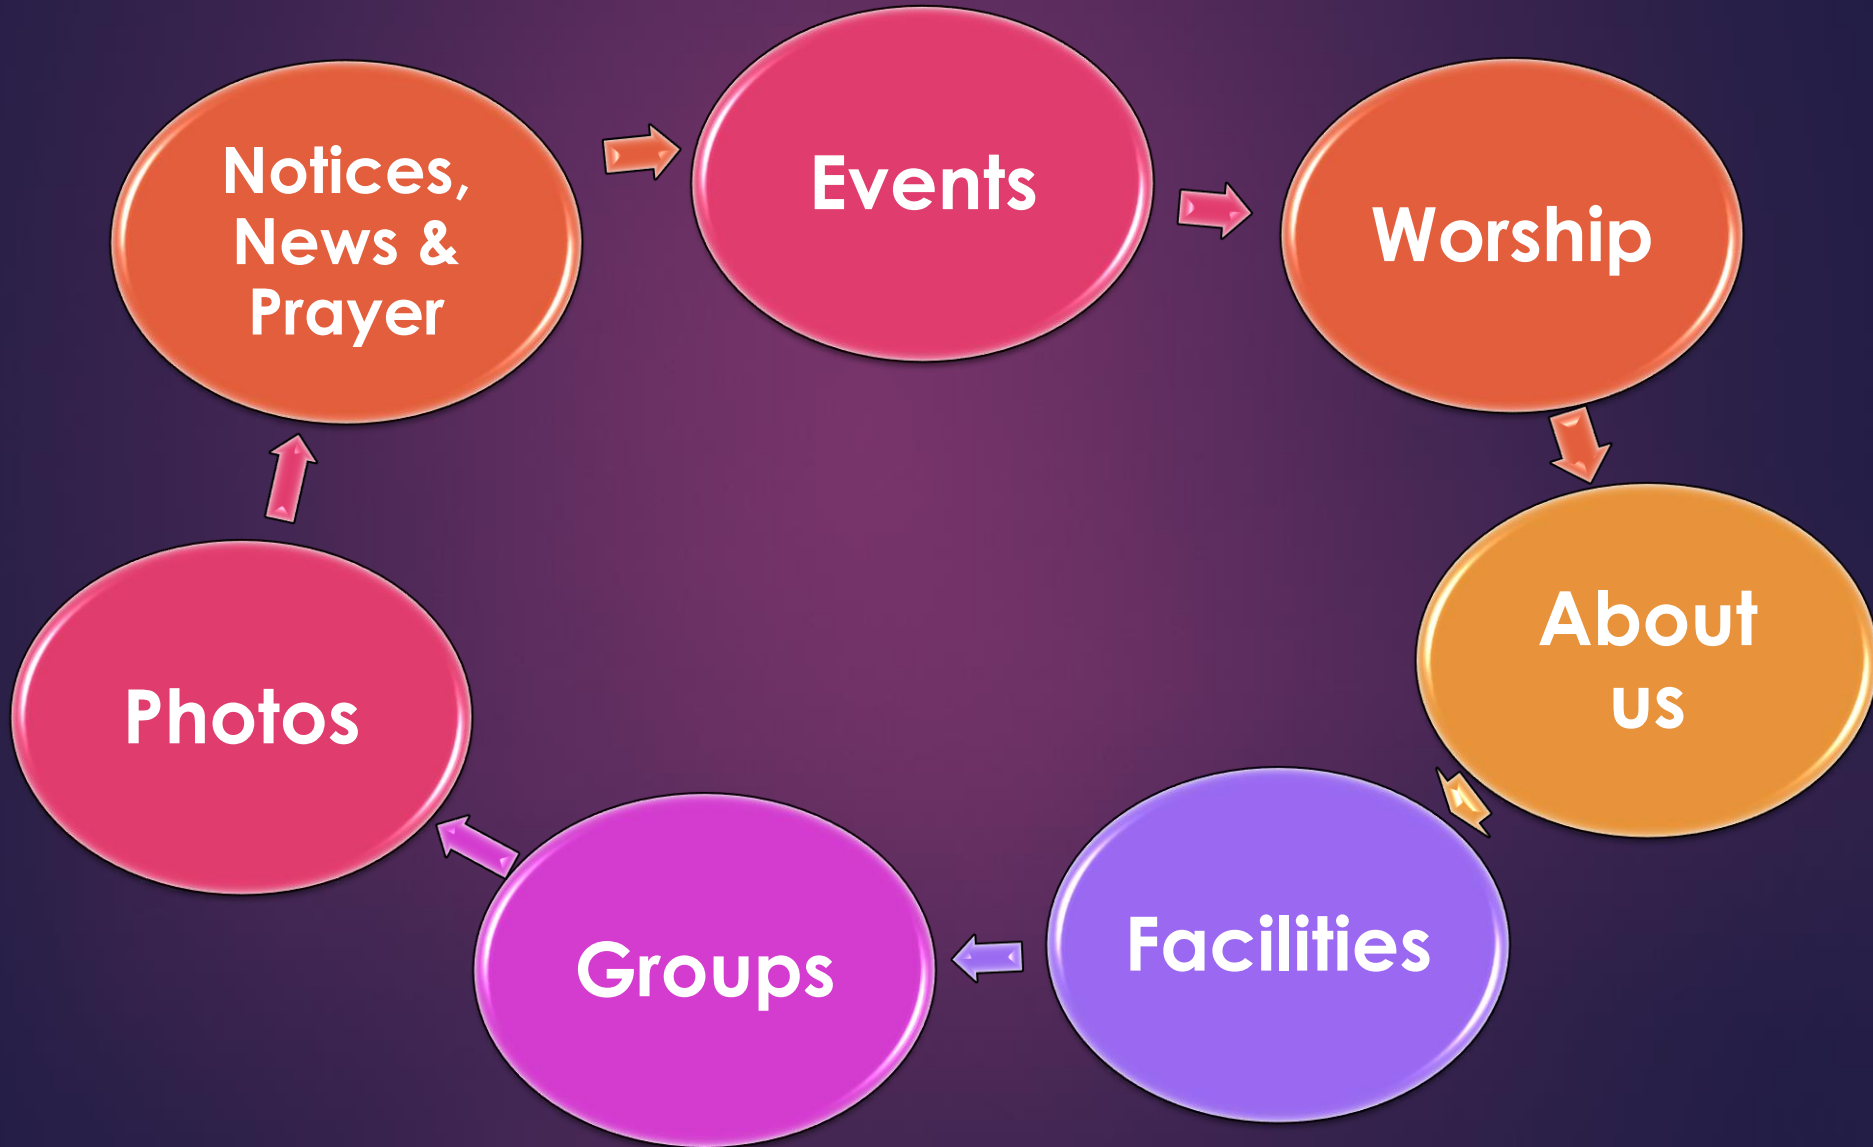 Notices,
News &
Prayer
Events
Worship
About
us
Facilities
Groups
Photos